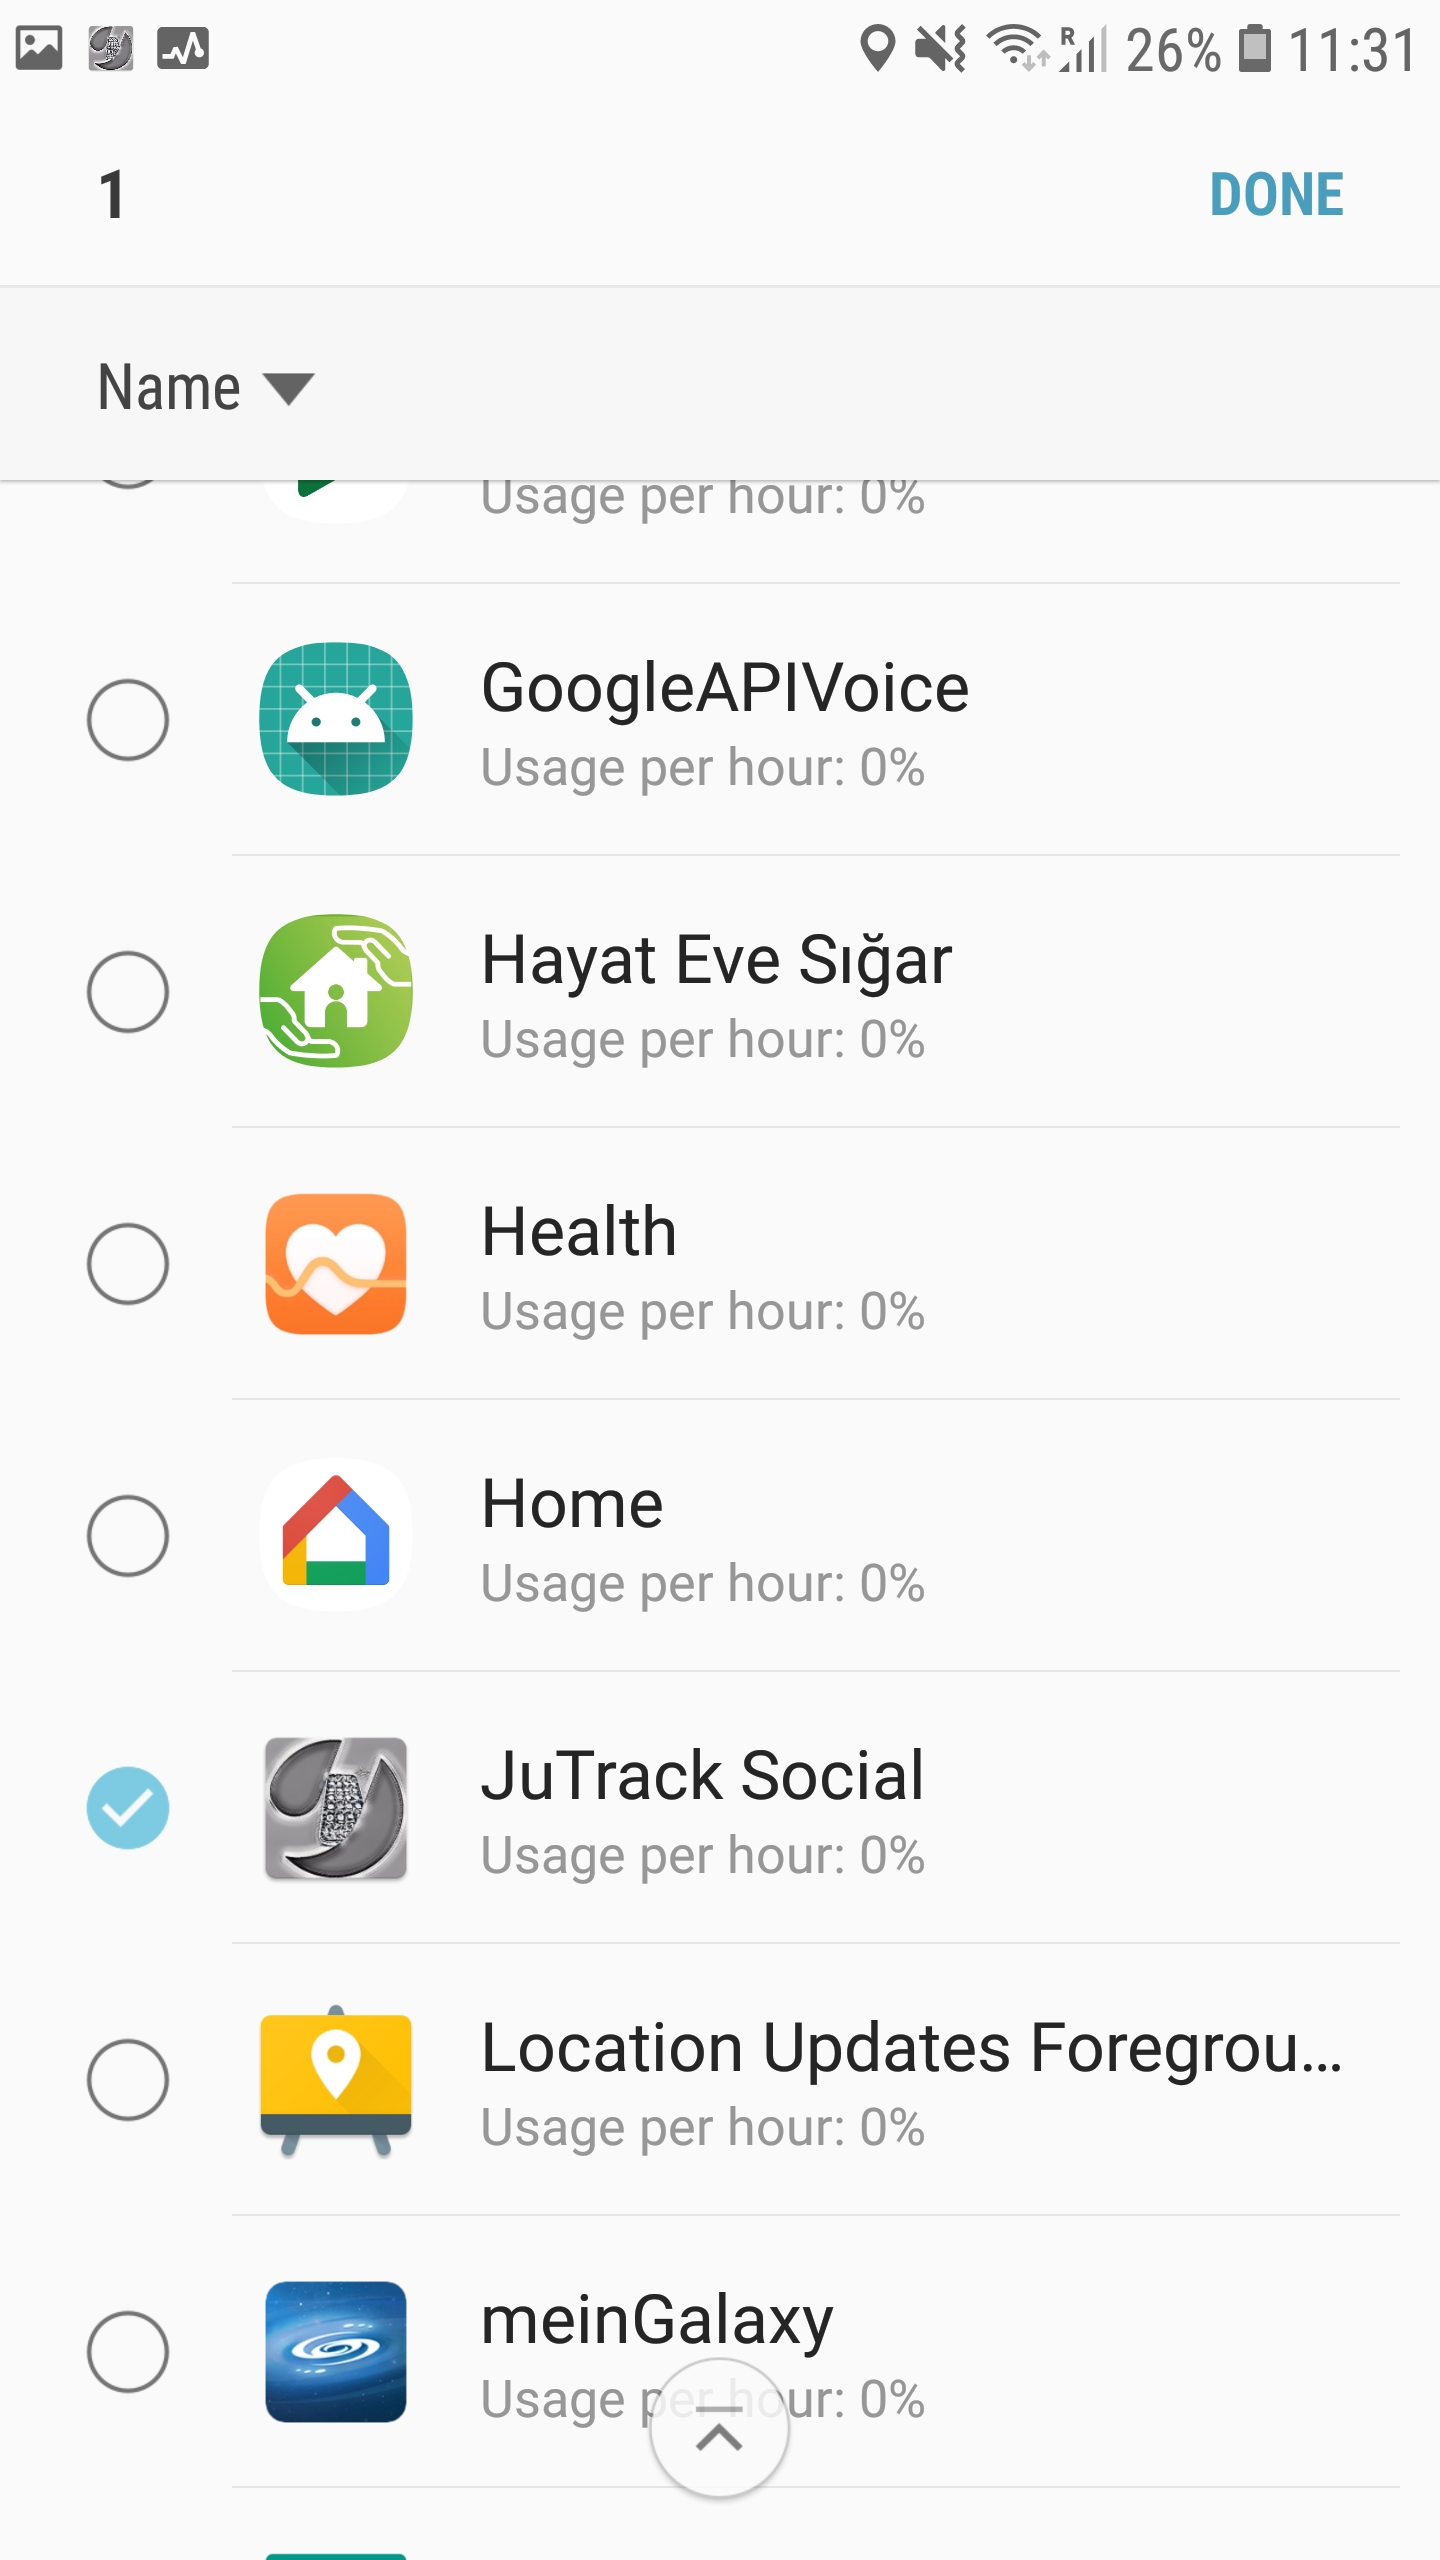 R 26% 11:31
1 DONE
Name
Usage per hour: 0%
GoogleAPIVoice
Usage per hour: 0%
Hayat Eve Sığar
Usage per hour: 0%
Health
Usage per hour: 0%
Home
Usage per hour: 0%
JuTrack Social
Usage per hour: 0%
Location Updates Foregrou...
Usage per hour: 0%
meinGalaxy
Usage per hour: 0%